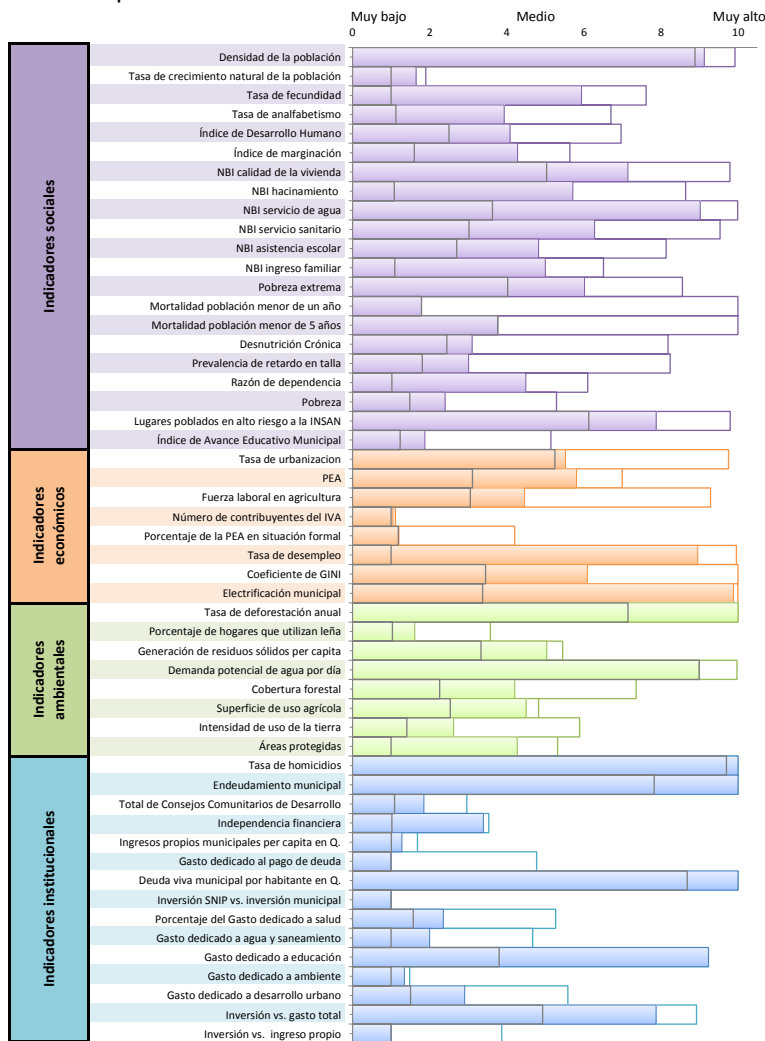 Muy bajo Medio Muy alto
0 2 4 6 8 10
Indicadores sociales
Densidad de la población
Tasa de crecimiento natural de la población
Tasa de fecundidad
Tasa de analfabetismo
Índice de Desarrollo Humano
Índice de marginación
NBI calidad de la vivienda
NBI hacinamiento
NBI servicio de agua
NBI servicio sanitario
NBI asistencia escolar
NBI ingreso familiar
Pobreza extrema
Mortalidad población menor de un año
Mortalidad población menor de 5 años
Desnutrición Crónica
Prevalencia de retardo en talla
Razón de dependencia
Pobreza
Lugares poblados en alto riesgo a la INSAN
Índice de Avance Educativo Municipal
Indicadores
económicos
Tasa de urbanizacion
PEA
Fuerza laboral en agricultura
Número de contribuyentes del IVA
Porcentaje de la PEA en situación formal
Tasa de desempleo
Coeficiente de GINI
Electrificación municipal
Indicadores
ambientales
Tasa de deforestación anual
Porcentaje de hogares que utilizan leña
Generación de residuos sólidos per capita
Demanda potencial de agua por día
Cobertura forestal
Superficie de uso agrícola
Intensidad de uso de la tierra
Áreas protegidas
Indicadores institucionales
Tasa de homicidios
Endeudamiento municipal
Total de Consejos Comunitarios de Desarrollo
Independencia financiera
Ingresos propios municipales per capita en Q.
Gasto dedicado al pago de deuda
Deuda viva municipal por habitante en Q.
Inversión SNIP vs. inversión municipal
Porcentaje del Gasto dedicado a salud
Gasto dedicado a agua y saneamiento
Gasto dedicado a educación
Gasto dedicado a ambiente
Gasto dedicado a desarrollo urbano
Inversión vs. gasto total
Inversión vs. ingreso propio